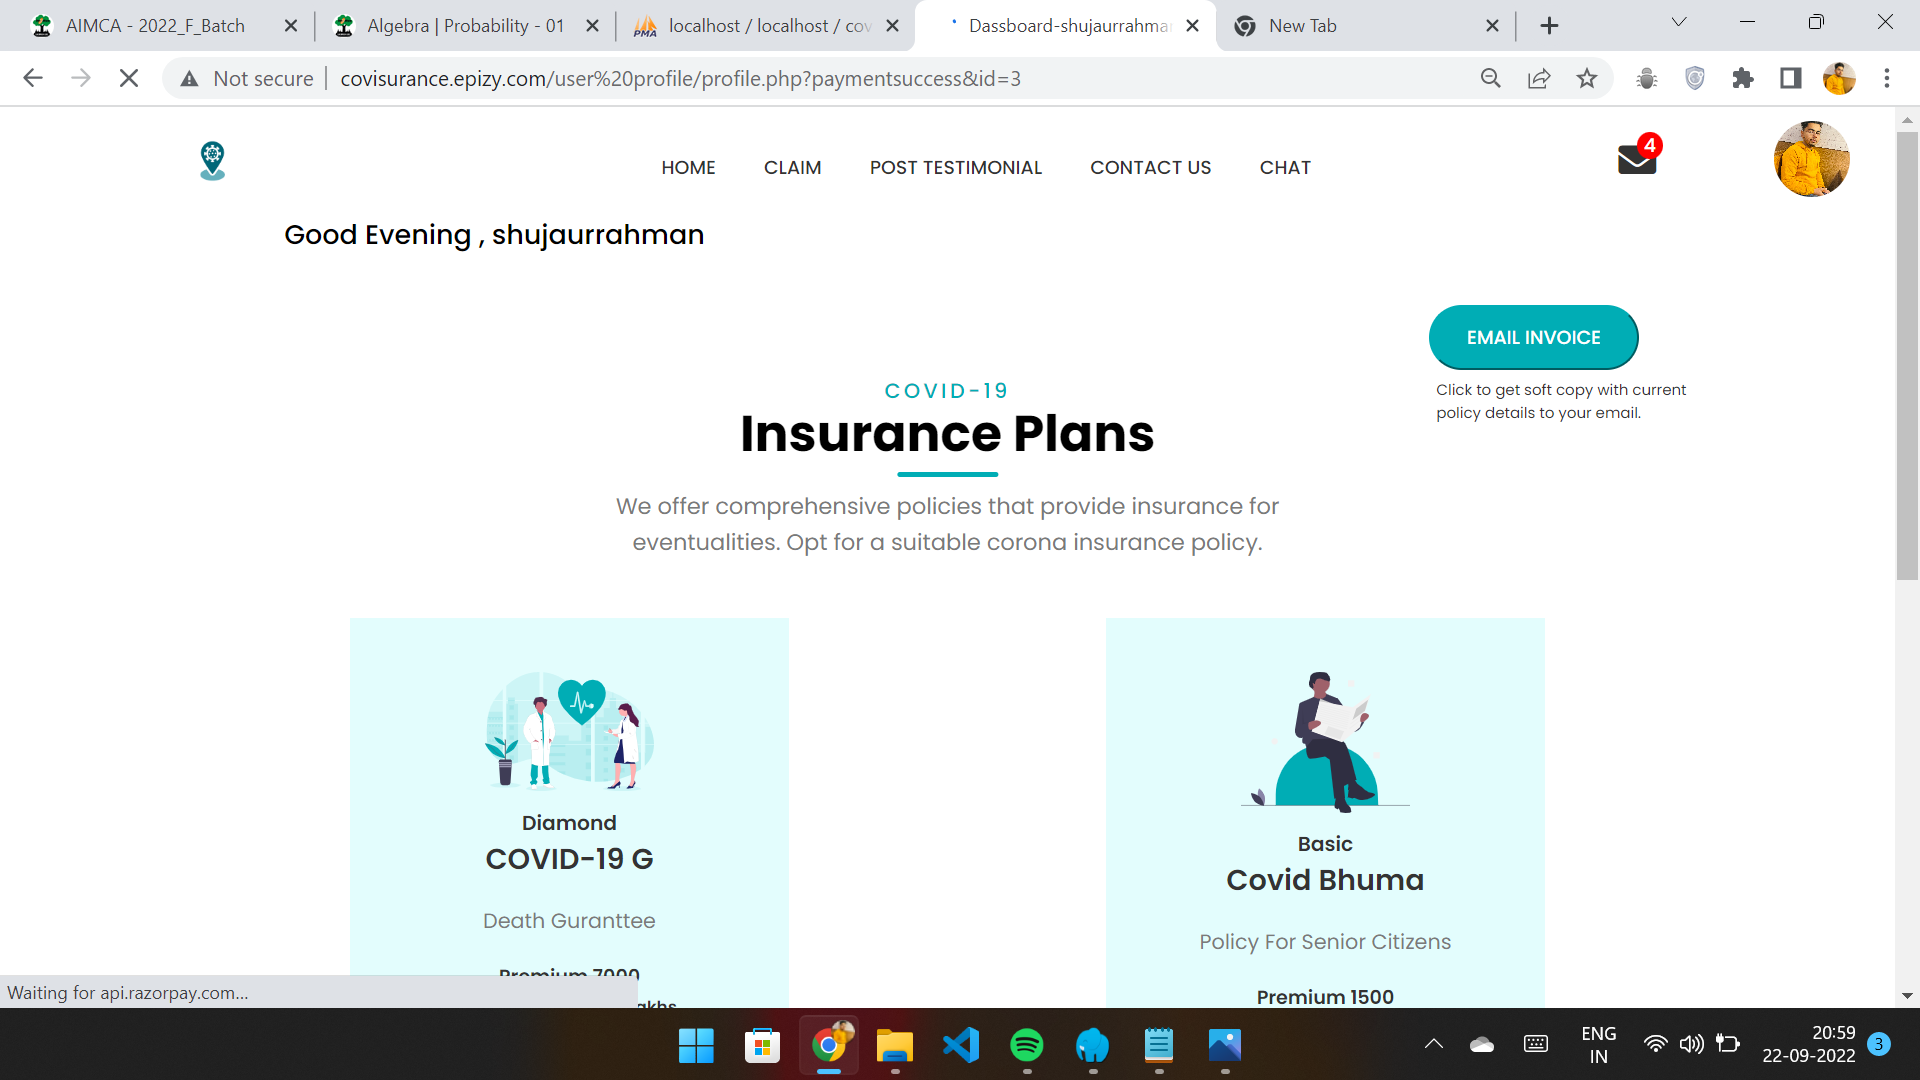 AIMCA - 2022_F_Batch
Algebra | Probability - 01
localhost / localhost / cov
Dassboard-shujaurrahman
New Tab
Not secure
covisurance.epizy.com/user%20profile/profile.php?paymentsuccess&id=3
HOME
CLAIM
POST TESTIMONIAL
CONTACT US
CHAT
4
Good Evening , shujaurrahman
EMAIL INVOICE
Click to get soft copy with current
policy details to your email.
COVID-19
Insurance Plans
We offer comprehensive policies that provide insurance for
eventualities. Opt for a suitable corona insurance policy.
Diamond
COVID-19 G
Death Guranttee
Premium 7000
akhs
Basic
Covid Bhuma
Policy For Senior Citizens
Premium 1500
Waiting for api.razorpay.com...
ENG
IN
20:59
22-09-2022
3